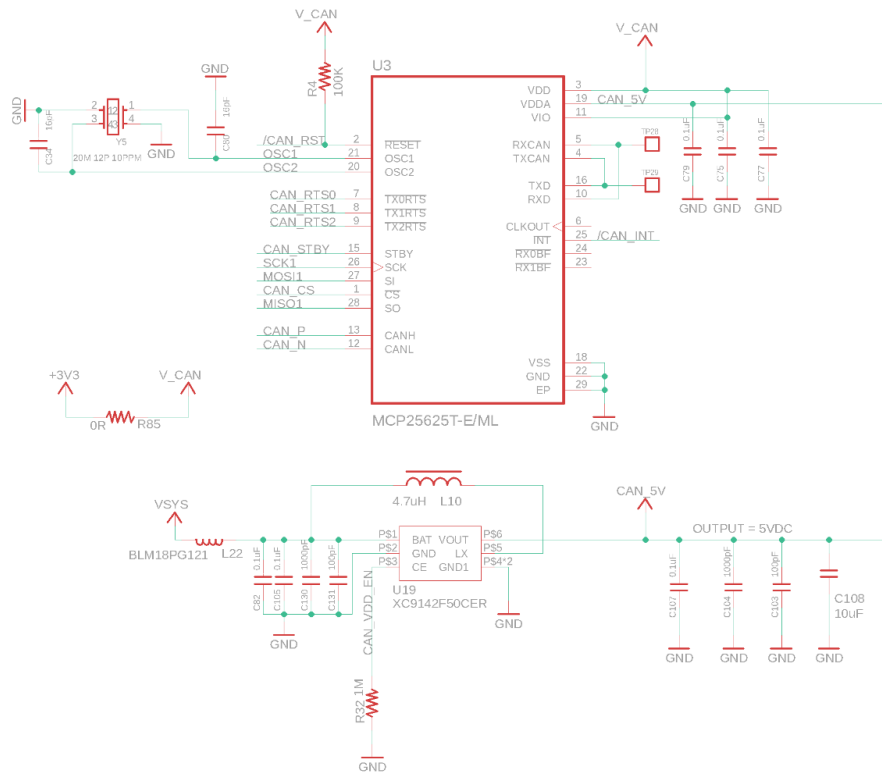 V_CAN
R4
100K
GND
GND
16pF
C34
2
3
12
43
1
4
Y5
20M 12P 10PPM
GND
16pF
C80
/CAN_RST
OSC1
OSC2
CAN_RTS0
CAN_RTS1
CAN_RTS2
CAN_STBY
SCK1
MOSI1
CAN_CS
MISO1
CAN_P
CAN_N
U3
2 RESET
21 OSC1
20 OSC2
7 TX0RTS
8 TX1RTS
9 TX2RTS
15 STBY
26 SCK
27 SI
1 CS
28 SO
13 CANH
12 CANL
VDD 3
VDDA 19
VIO 11
RXCAN 5
TXCAN 4
TXD 16
RXD 10
CLKOUT 6
INT 25
RX0BF 24
RX1BF 23
VSS 18
GND 22
EP 29
MCP25625T-E/ML
V_CAN
CAN_5V
TP28
TP29
/CAN_INT
0.1uF
C79
0.1uF
C75
0.1uF
C77
GND
GND
GND
GND
+3V3
V_CAN
0R
R85
VSYS
BLM18PG121
L22
0.1uF
C82
0.1uF
C105
1000pF
C130
100pF
C131
GND
4.7uH L10
P$1 BAT VOUT P$6
P$2 GND LX P$5
P$3 CE GND1 P$4*2
U19
XC9142F50CER
GND
CAN_VDD_EN
R32 1M
GND
CAN_5V
OUTPUT = 5VDC
0.1uF
C107
1000pF
C104
100pF
C103
C108
10uF
GND
GND
GND
GND